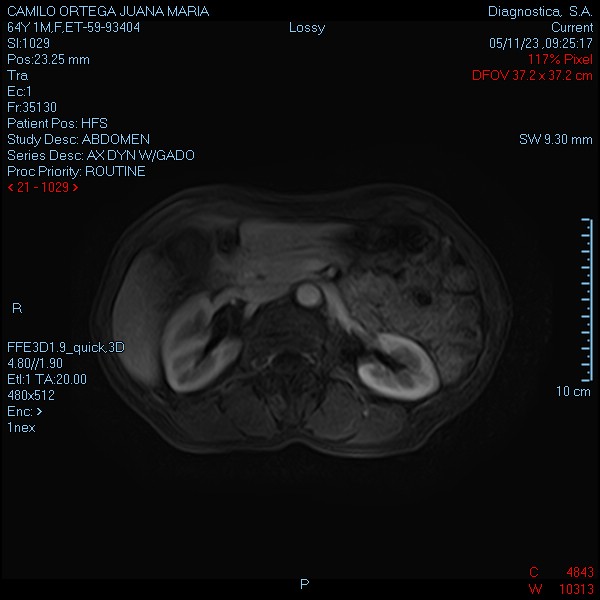 CAMILO ORTEGA JUANA MARIA
64Y 1M,F,ET-59-93404
SI:1029
Pos:23.25 mm
Tra
Ec:1
Fr:35130
Patient Pos: HFS
Study Desc: ABDOMEN
Series Desc: AX DYN W/GADO
Proc Priority: ROUTINE
< 21 - 1029 >
Lossy
Diagnostica, S.A.
Current
05/11/23 ,09:25:17
117% Pixel
DFOV 37.2 x 37.2 cm
SW 9.30 mm
R
FFE3D1.9_quick,3D
4.80//1.90
Etl:1 TA:20.00
480x512
Enc: >
1nex
10 cm
P
C 4843
W 10313